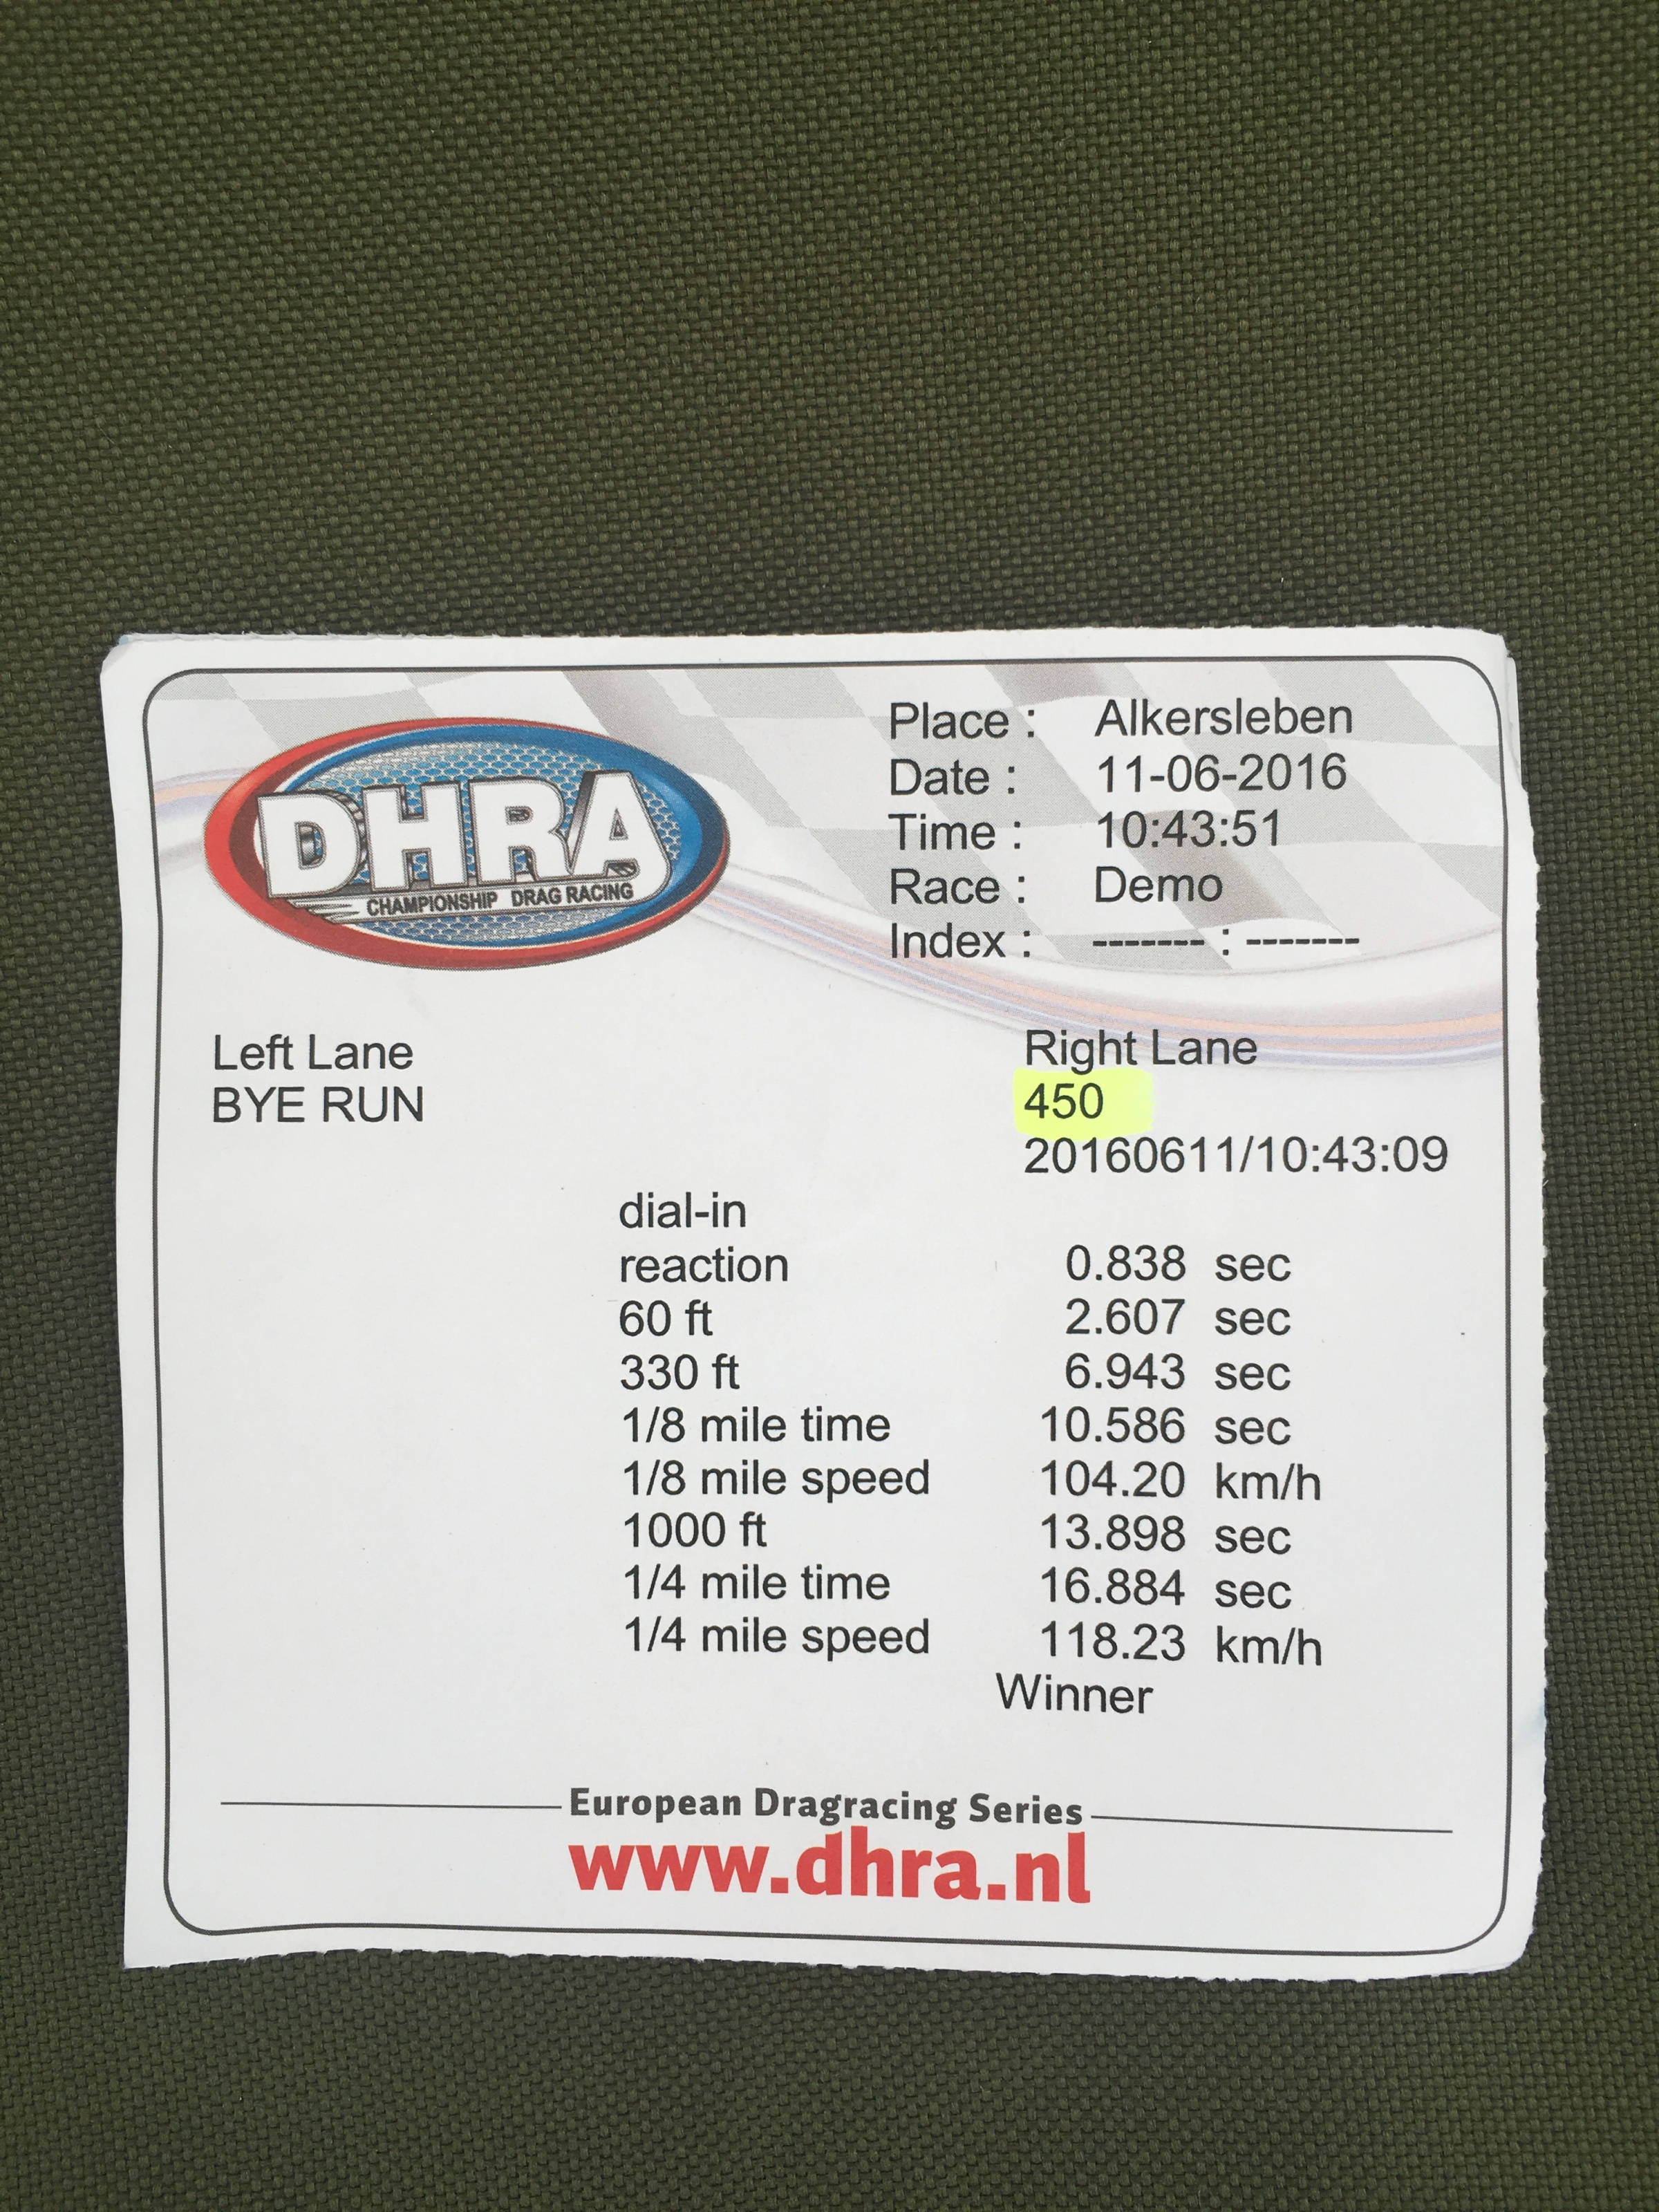 DHRA
CHAMPIONSHIP DRAG RACING
Place : Alkersleben
Date : 11-06-2016
Time : 10:43:51
Race : Demo
Index : ------- : -------
Left Lane Right Lane
BYE RUN 450
20160611/10:43:09
dial-in
reaction 0.838 sec
60 ft 2.607 sec
330 ft 6.943 sec
1/8 mile time 10.586 sec
1/8 mile speed 104.20 km/h
1000 ft 13.898 sec
1/4 mile time 16.884 sec
1/4 mile speed 118.23 km/h
Winner
European Dragracing Series
www.dhra.nl